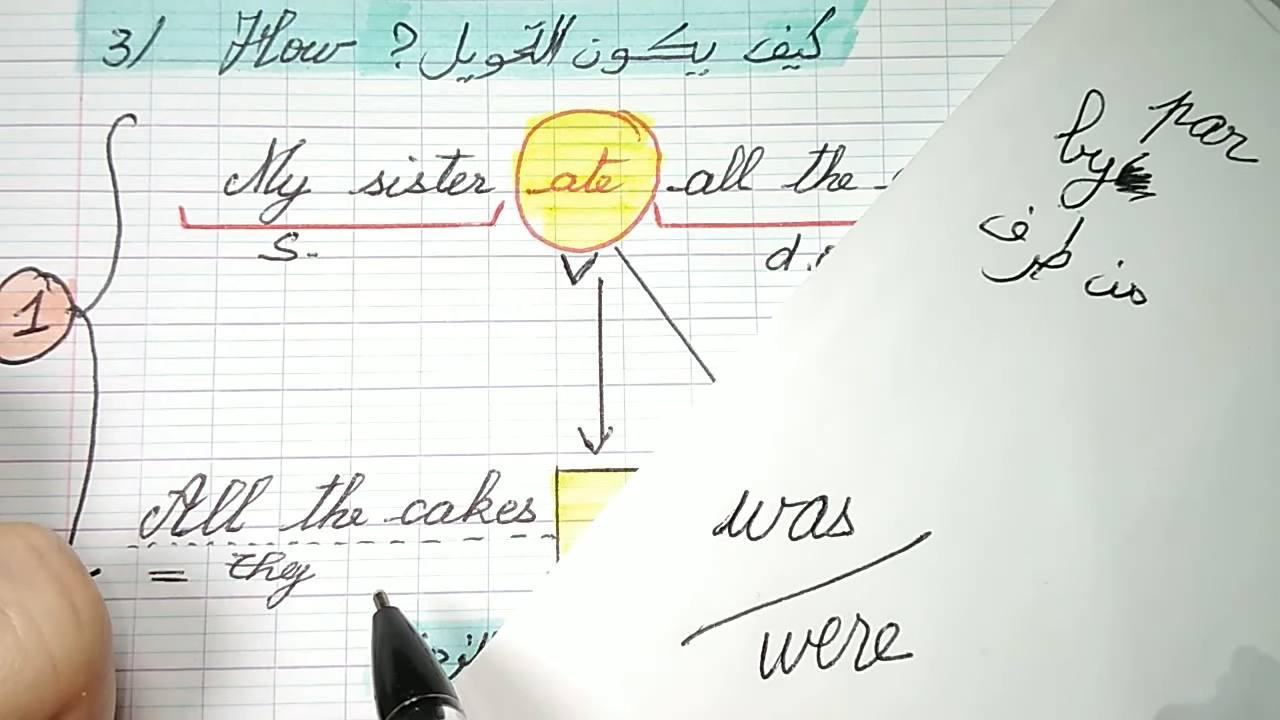 3/ How ? كيف يكون التحويل
My sister ate all the
S.
V
d.
1
All the cakes
= they
by par
من طرف
was
were